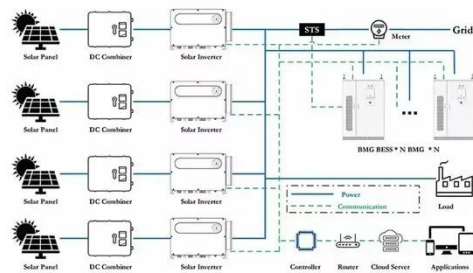 STS
Meter
Grid
Solar Panel DC Combiner Solar Inverter
Solar Panel DC Combiner Solar Inverter
BMG BESS * N BMG * N
Solar Panel DC Combiner Solar Inverter
Power
Communication
Load
Solar Panel DC Combiner Solar Inverter
Controller Router Cloud Server Application